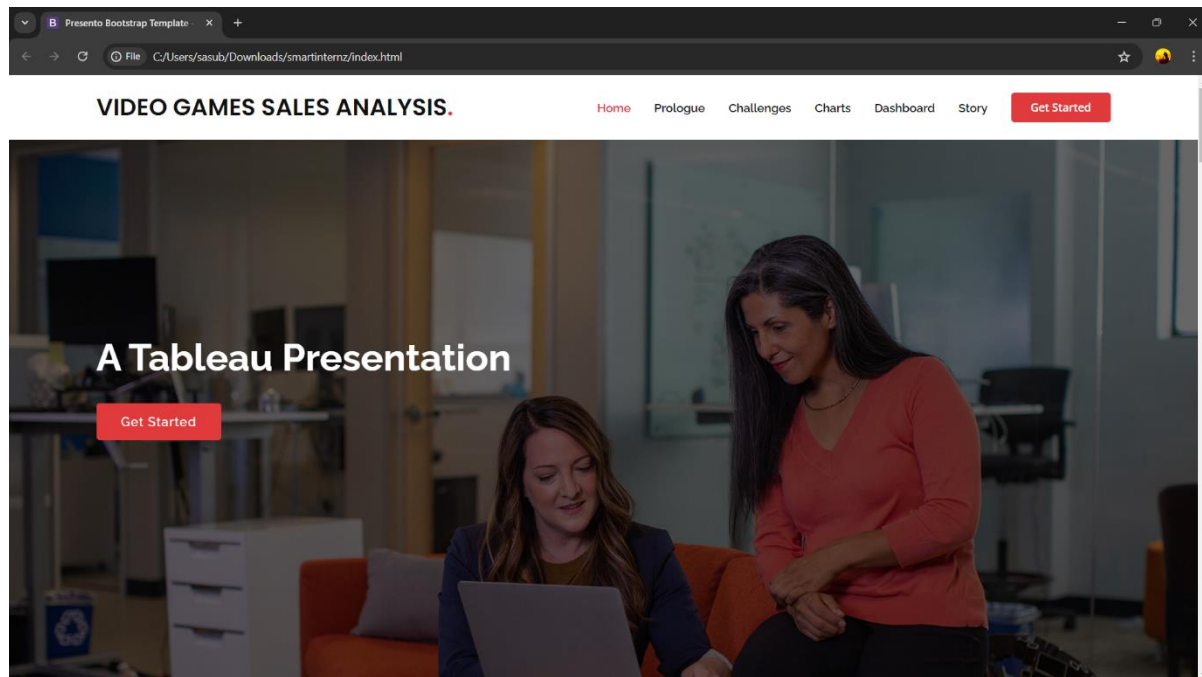 Presento Bootstrap Template
File C:/Users/sasub/Downloads/smartinternz/index.html
VIDEO GAMES SALES ANALYSIS.
Home Prologue Challenges Charts Dashboard Story Get Started
A Tableau Presentation
Get Started